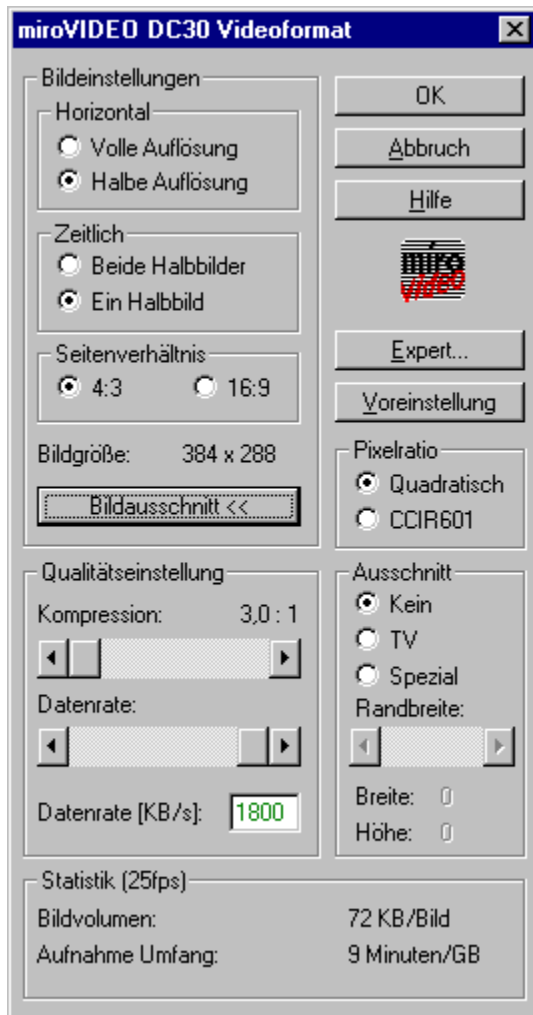 miroVIDEO DC30 Videoformat
Bildeinstellungen
Horizontal
Volle Auflösung
Halbe Auflösung
Zeitlich
Beide Halbbilder
Ein Halbbild
Seitenverhältnis
4:3 16:9
Bildgröße: 384 x 288
Bildausschnitt <<
OK
Abbruch
Hilfe
miro
video
Expert...
Voreinstellung
Pixelratio
Quadratisch
CCIR601
Qualitätseinstellung
Kompression: 3,0 : 1
Datenrate:
Datenrate [KB/s]: 1800
Ausschnitt
Kein
TV
Spezial
Randbreite:
Breite: 0
Höhe: 0
Statistik (25fps)
Bildvolumen: 72 KB/Bild
Aufnahme Umfang: 9 Minuten/GB